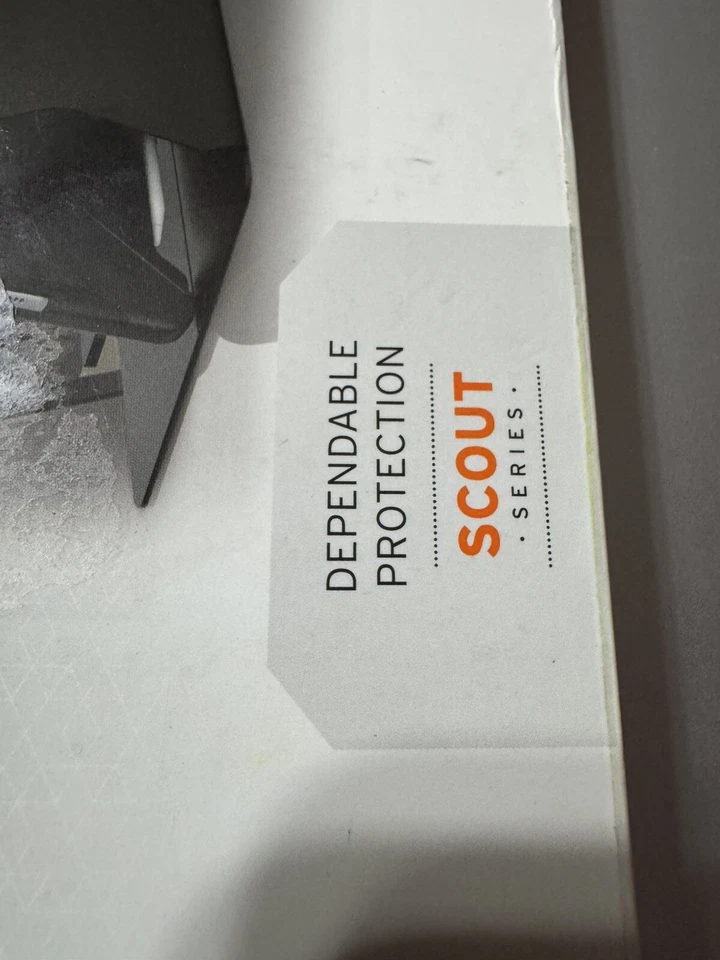 DEPENDABLE
PROTECTION
SCOUT
· SERIES ·